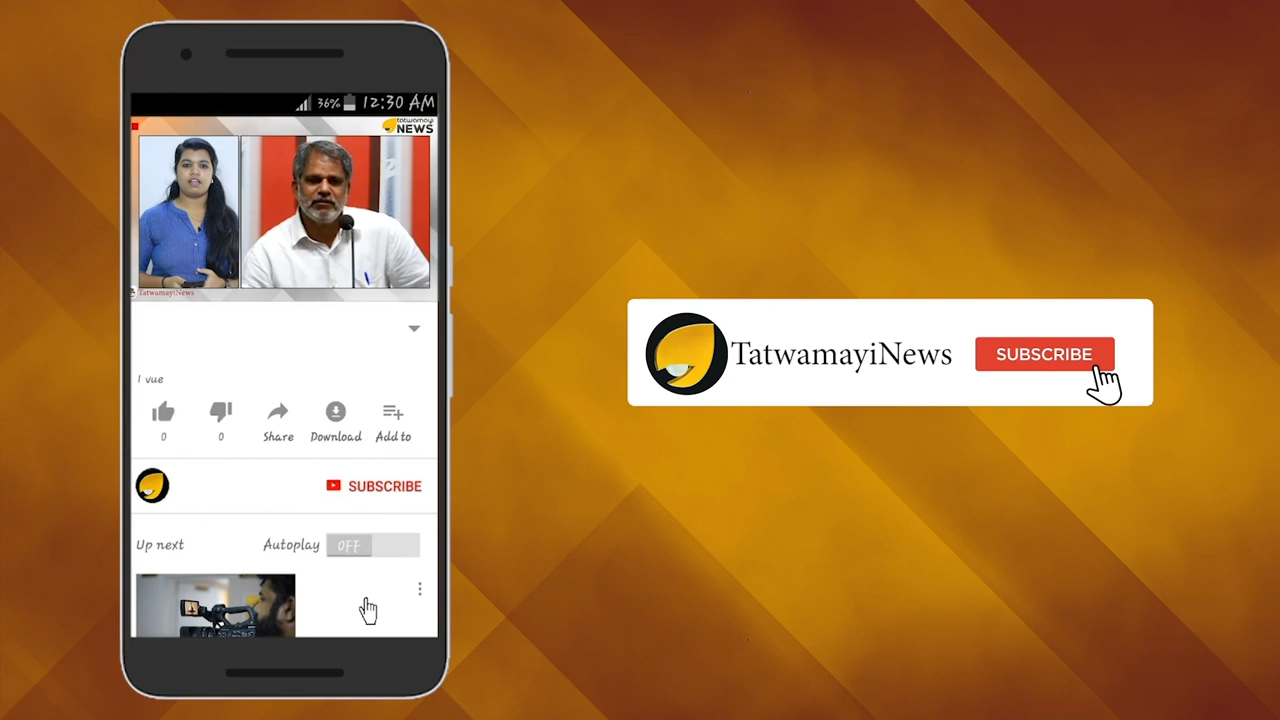 36% 12:30 AM
tatwamayi
NEWS
TatwamayiNews
1 vue
0 0 Share Download Add to
SUBSCRIBE
Up next Autoplay OFF
TatwamayiNews SUBSCRIBE